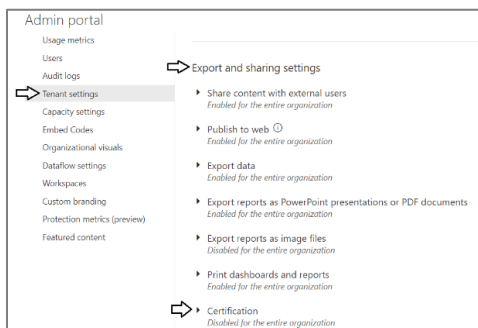 Admin portal
Usage metrics
Users
Audit logs
Tenant settings
Capacity settings
Embed Codes
Organizational visuals
Dataflow settings
Workspaces
Custom branding
Protection metrics (preview)
Featured content
Export and sharing settings
Share content with external users
Enabled for the entire organization
Publish to web
Enabled for the entire organization
Export data
Enabled for the entire organization
Export reports as PowerPoint presentations or PDF documents
Enabled for the entire organization
Export reports as image files
Disabled for the entire organization
Print dashboards and reports
Enabled for the entire organization
Certification
Disabled for the entire organization